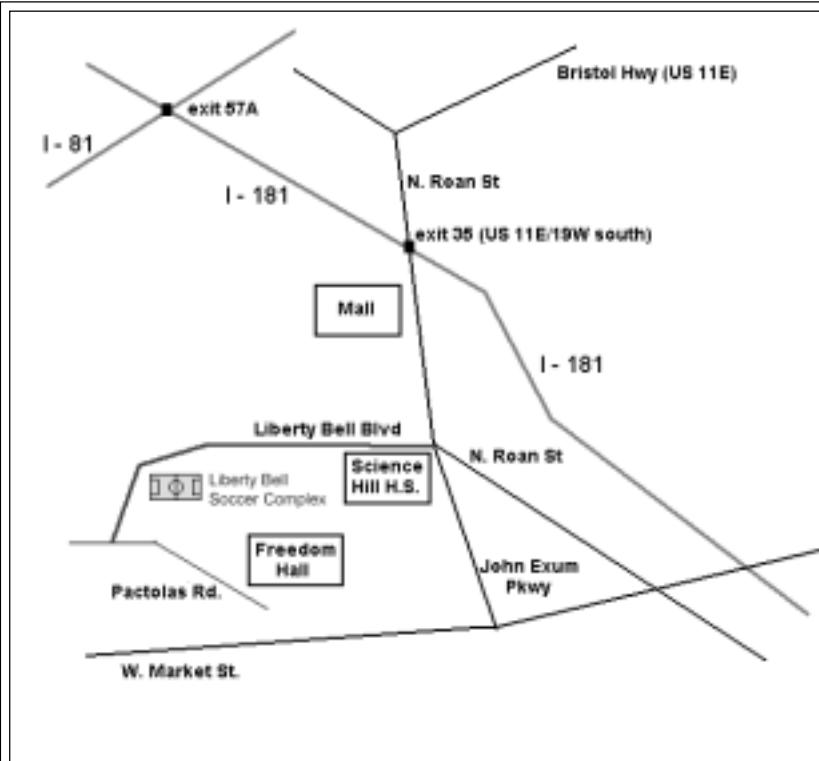 Bristol Hwy (US 11E)
exit 57A
I - 81
N. Roan St
I - 181
exit 35 (US 11E/19W south)
Mall
I - 181
Liberty Bell Blvd
N. Roan St
Science
Hill H.S.
Liberty Bell
Soccer Complex
Freedom
Hall
John Exum
Pkwy
Pactolas Rd.
W. Market St.